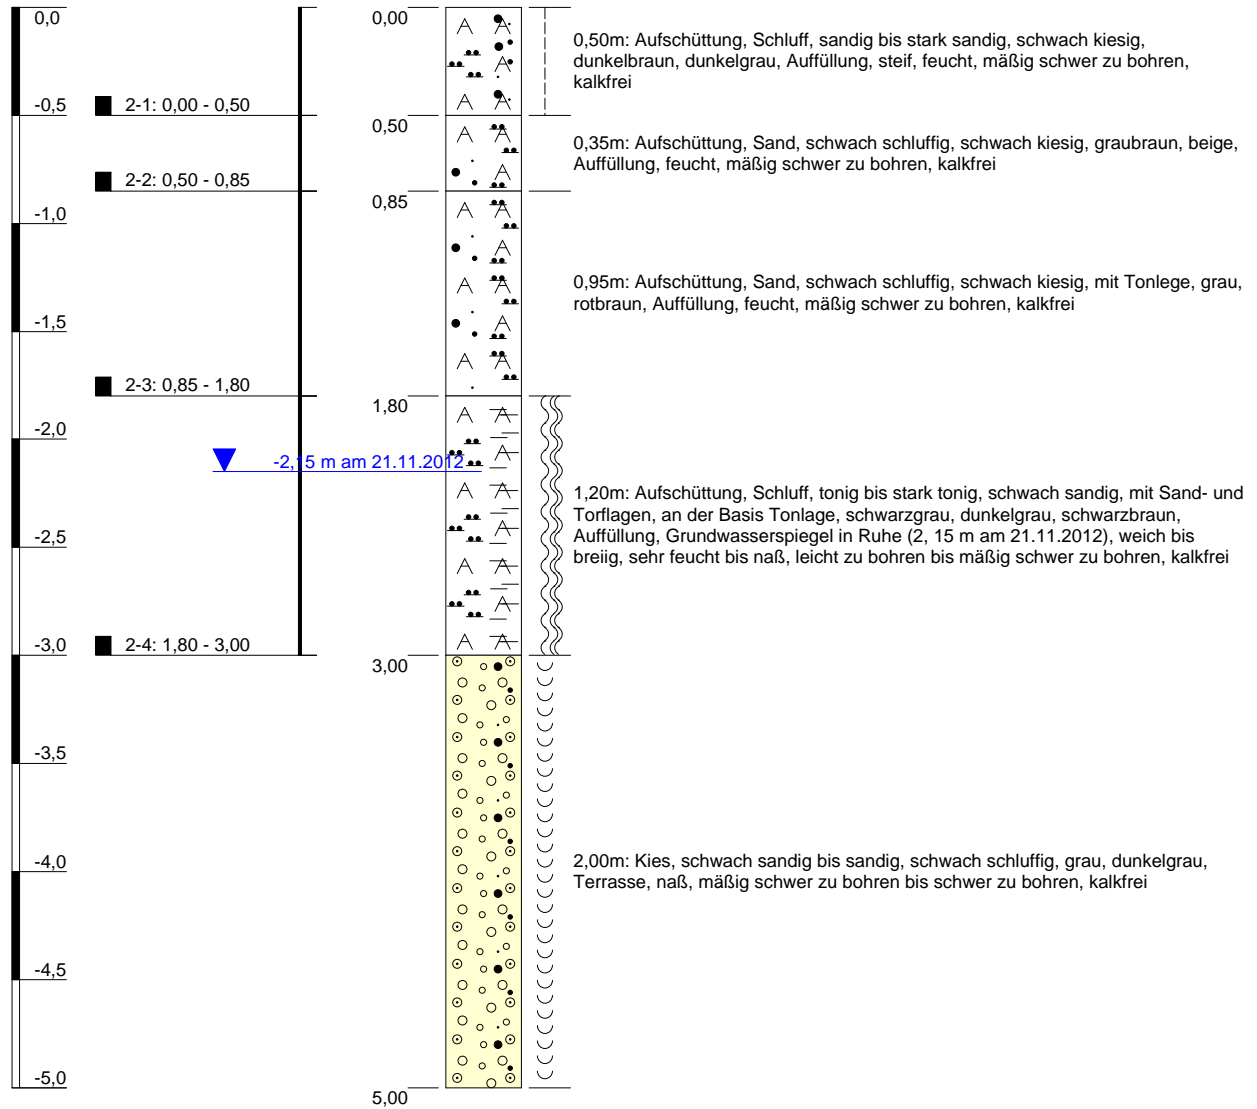 0,0
0,00
0,50m: Aufschüttung, Schluff, sandig bis stark sandig, schwach kiesig,
dunkelbraun, dunkelgrau, Auffüllung, steif, feucht, mäßig schwer zu bohren,
kalkfrei
-0,5
2-1: 0,00 - 0,50
0,50
0,35m: Aufschüttung, Sand, schwach schluffig, schwach kiesig, graubraun, beige,
Auffüllung, feucht, mäßig schwer zu bohren, kalkfrei
2-2: 0,50 - 0,85
0,85
-1,0
0,95m: Aufschüttung, Sand, schwach schluffig, schwach kiesig, mit Tonlege, grau,
rotbraun, Auffüllung, feucht, mäßig schwer zu bohren, kalkfrei
-1,5
2-3: 0,85 - 1,80
1,80
-2,0
-2,15 m am 21.11.2012
1,20m: Aufschüttung, Schluff, tonig bis stark tonig, schwach sandig, mit Sand- und
Torflagen, an der Basis Tonlage, schwarzgrau, dunkelgrau, schwarzbraun,
Auffüllung, Grundwasserspiegel in Ruhe (2, 15 m am 21.11.2012), weich bis
breiig, sehr feucht bis naß, leicht zu bohren bis mäßig schwer zu bohren, kalkfrei
-2,5
-3,0
2-4: 1,80 - 3,00
3,00
-3,5
-4,0
2,00m: Kies, schwach sandig bis sandig, schwach schluffig, grau, dunkelgrau,
Terrasse, naß, mäßig schwer zu bohren bis schwer zu bohren, kalkfrei
-4,5
-5,0
5,00